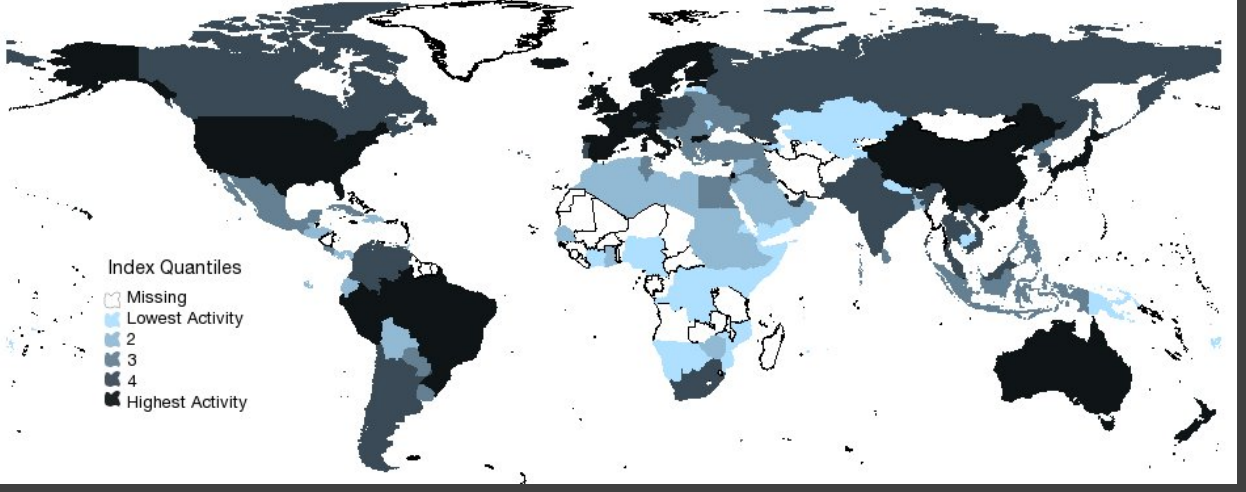 Index Quantiles
Missing
Lowest Activity
2
3
4
Highest Activity